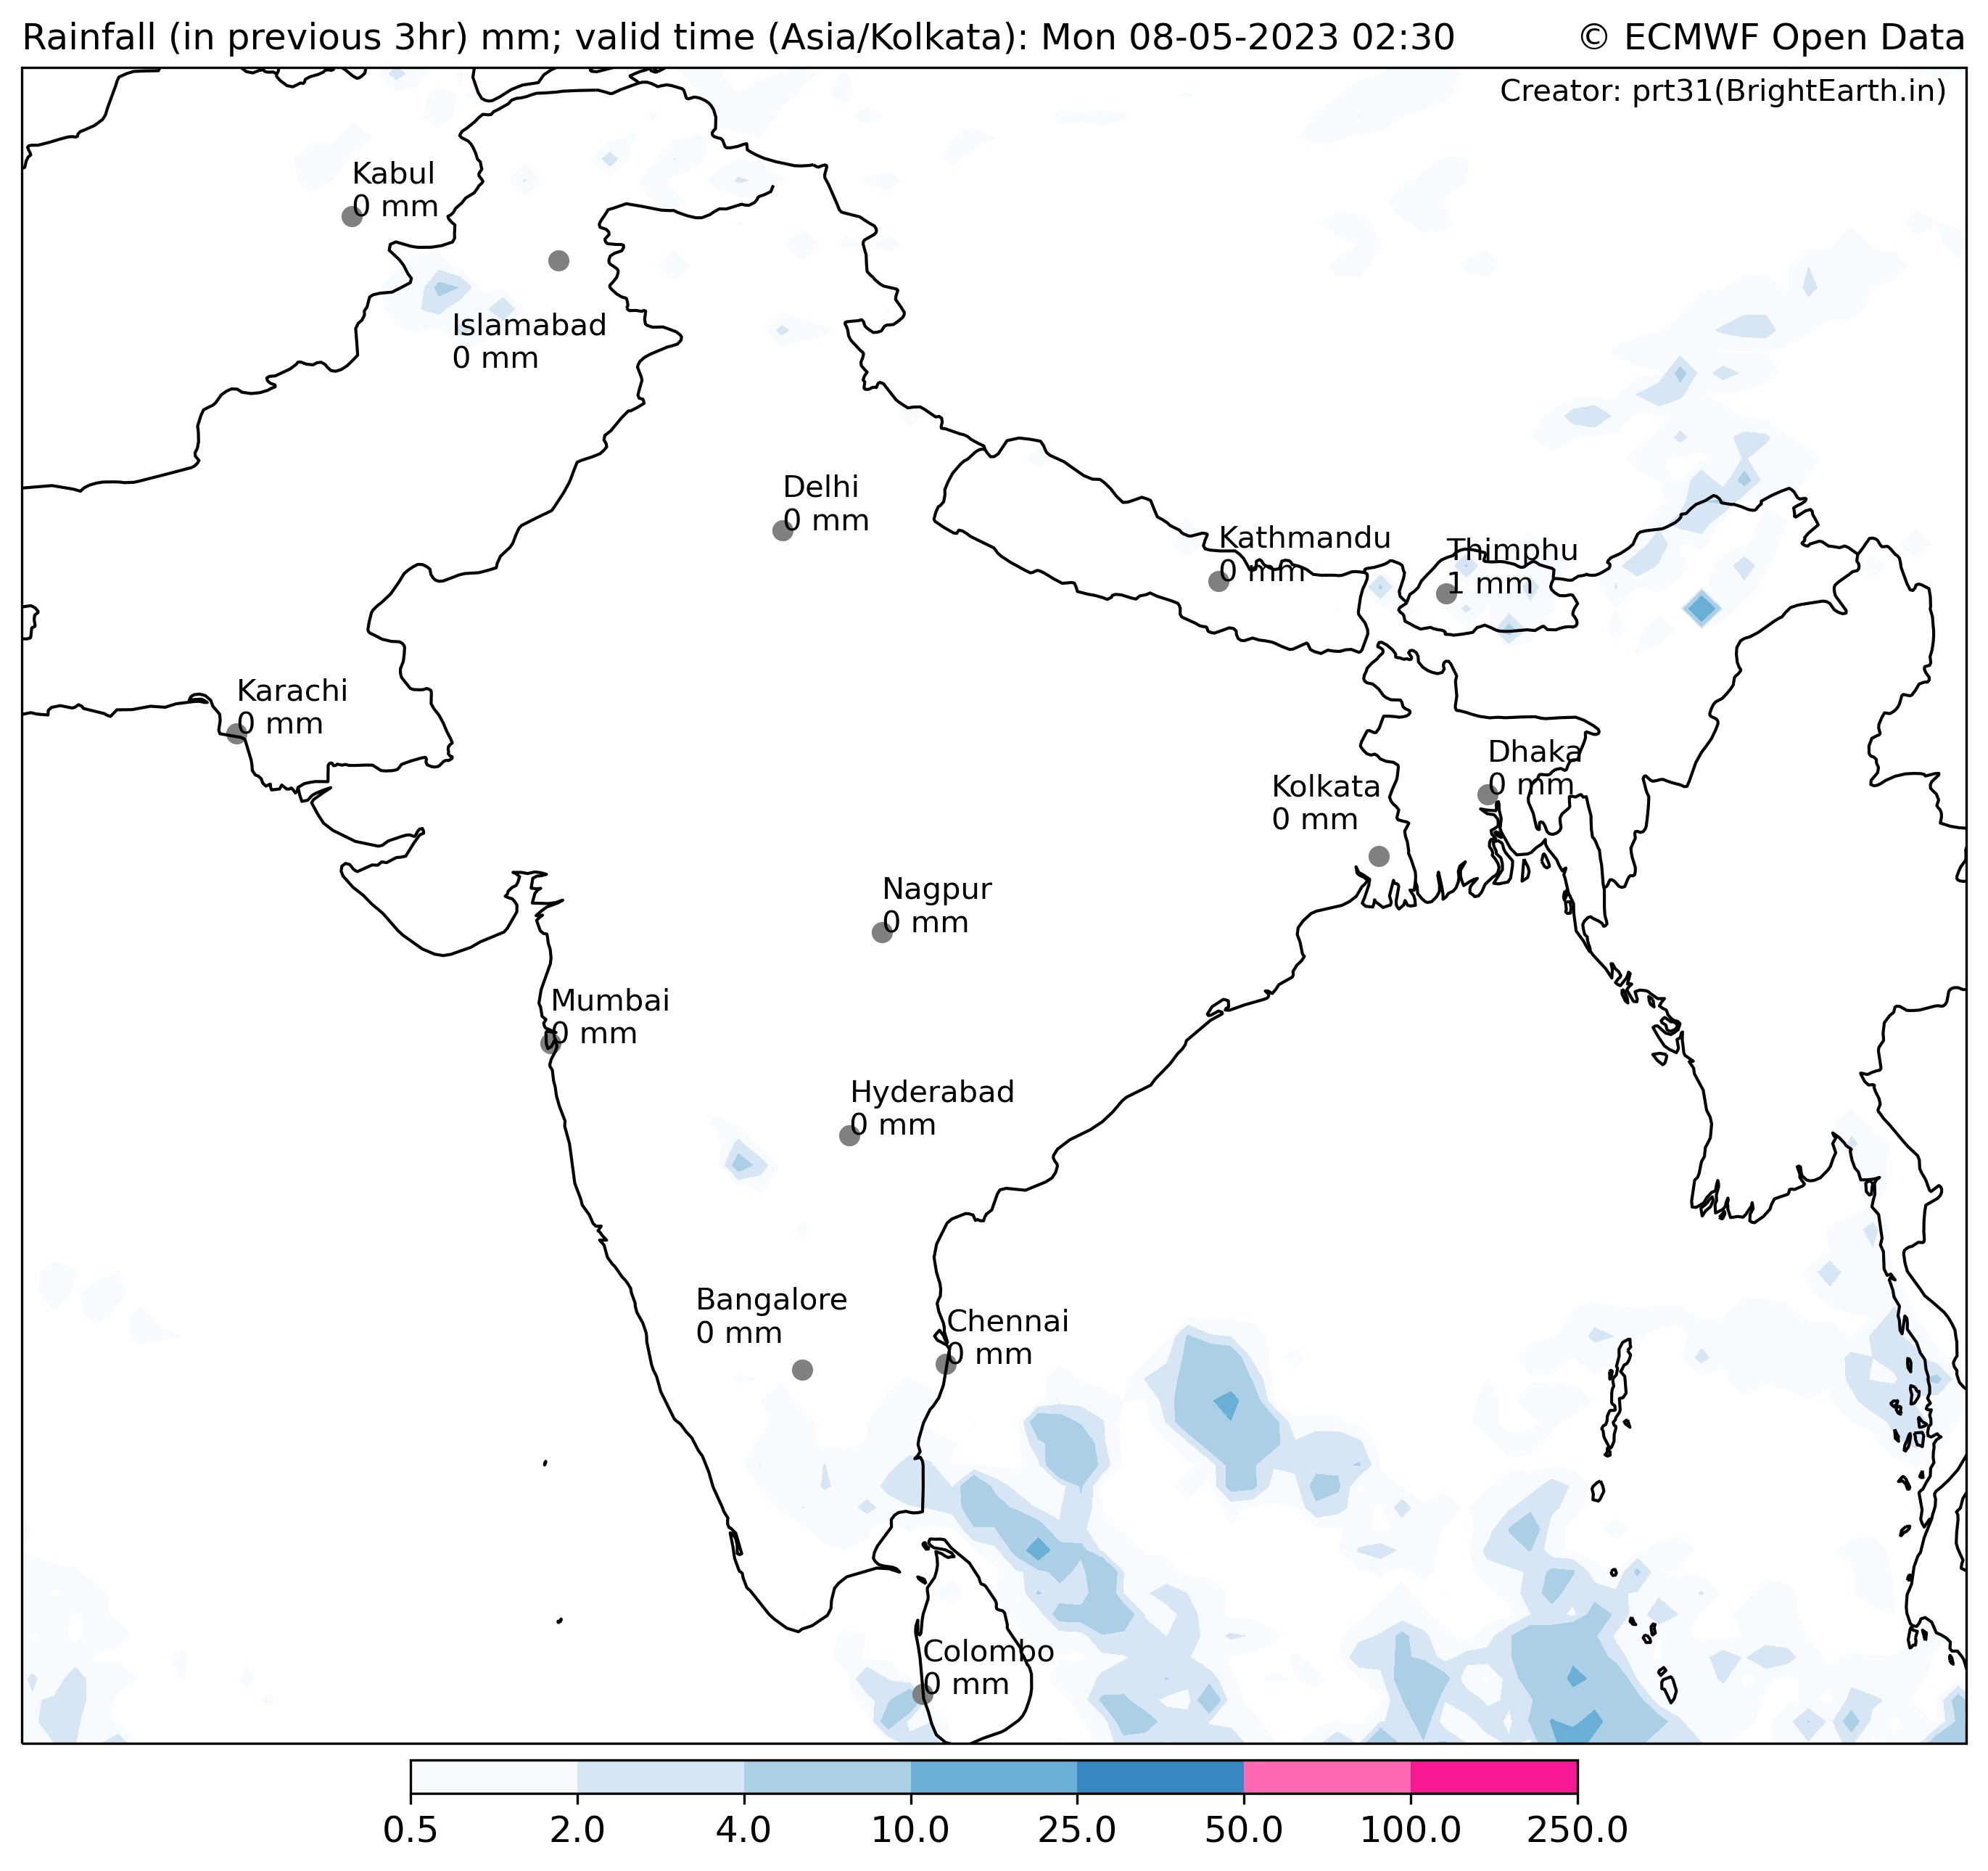 Rainfall (in previous 3hr) mm; valid time (Asia/Kolkata): Mon 08-05-2023 02:30
© ECMWF Open Data
Creator: prt31(BrightEarth.in)
Kabul
0 mm
Islamabad
0 mm
Delhi
0 mm
Kathmandu
0 mm
Thimphu
1 mm
Karachi
0 mm
Dhaka
0 mm
Kolkata
0 mm
Nagpur
0 mm
Mumbai
0 mm
Hyderabad
0 mm
Bangalore
0 mm
Chennai
0 mm
Colombo
0 mm
0.5 2.0 4.0 10.0 25.0 50.0 100.0 250.0